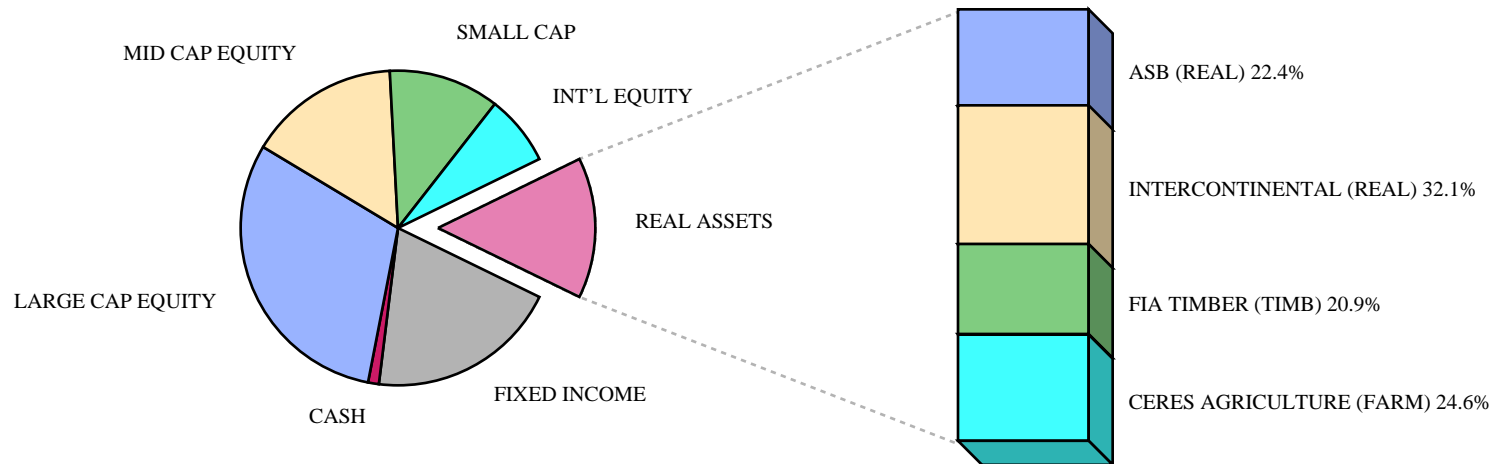 SMALL CAP
MID CAP EQUITY
INT'L EQUITY
REAL ASSETS
LARGE CAP EQUITY
FIXED INCOME
CASH
ASB (REAL) 22.4%
INTERCONTINENTAL (REAL) 32.1%
FIA TIMBER (TIMB) 20.9%
CERES AGRICULTURE (FARM) 24.6%